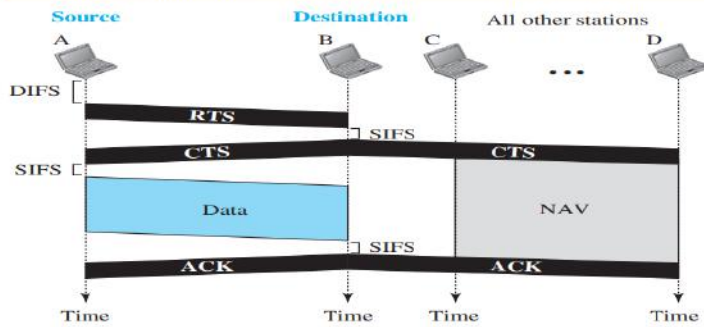 Source Destination All other stations
A B C D
DIFS
RTS
SIFS
CTS CTS
SIFS
Data NAV
SIFS
ACK ACK
Time Time Time Time